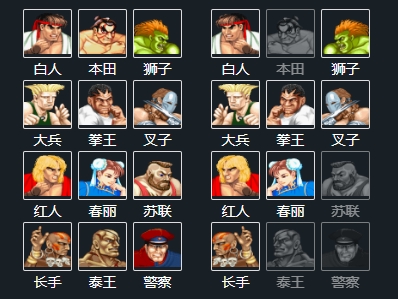 白人 本田 狮子 白人 本田 狮子
大兵 拳王 叉子 大兵 拳王 叉子
红人 春丽 苏联 红人 春丽 苏联
长手 泰王 警察 长手 泰王 警察